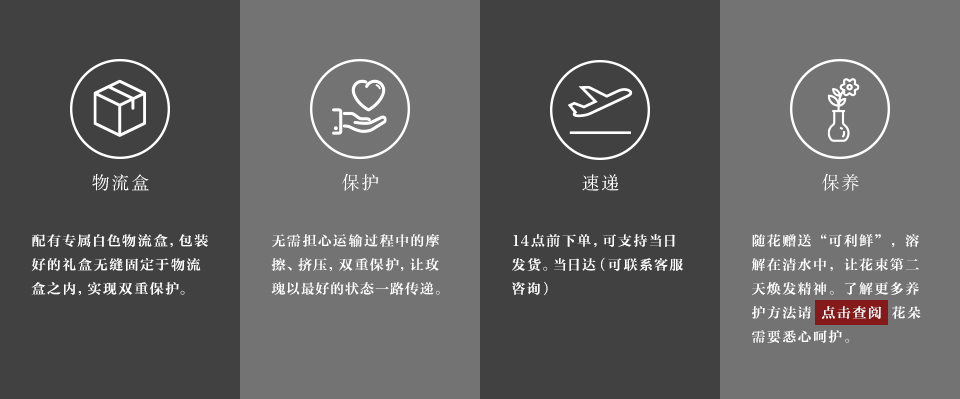 物流盒
配有专属白色物流盒，包装
好的礼盒无缝固定于物流
盒之内，实现双重保护。
保护
无需担心运输过程中的摩
擦、挤压，双重保护，让玫
瑰以最好的状态一路传递。
速递
14点前下单，可支持当日
发货。当日达（可联系客服
咨询）
保养
随花赠送“可利鲜”，溶
解在清水中，让花束第二
天焕发精神。了解更多养
护方法请 点击查阅 花朵
需要悉心呵护。